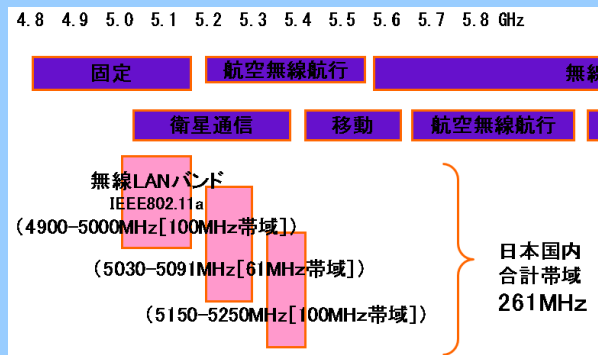 4.8 4.9 5.0 5.1 5.2 5.3 5.4 5.5 5.6 5.7 5.8 GHz
固定 航空無線航行 無線
衛星通信 移動 航空無線航行
無線LANバンド
IEEE802.11a
(4900-5000MHz[100MHz帯域])
(5030-5091MHz[61MHz帯域])
(5150-5250MHz[100MHz帯域])
日本国内
合計帯域
261MHz